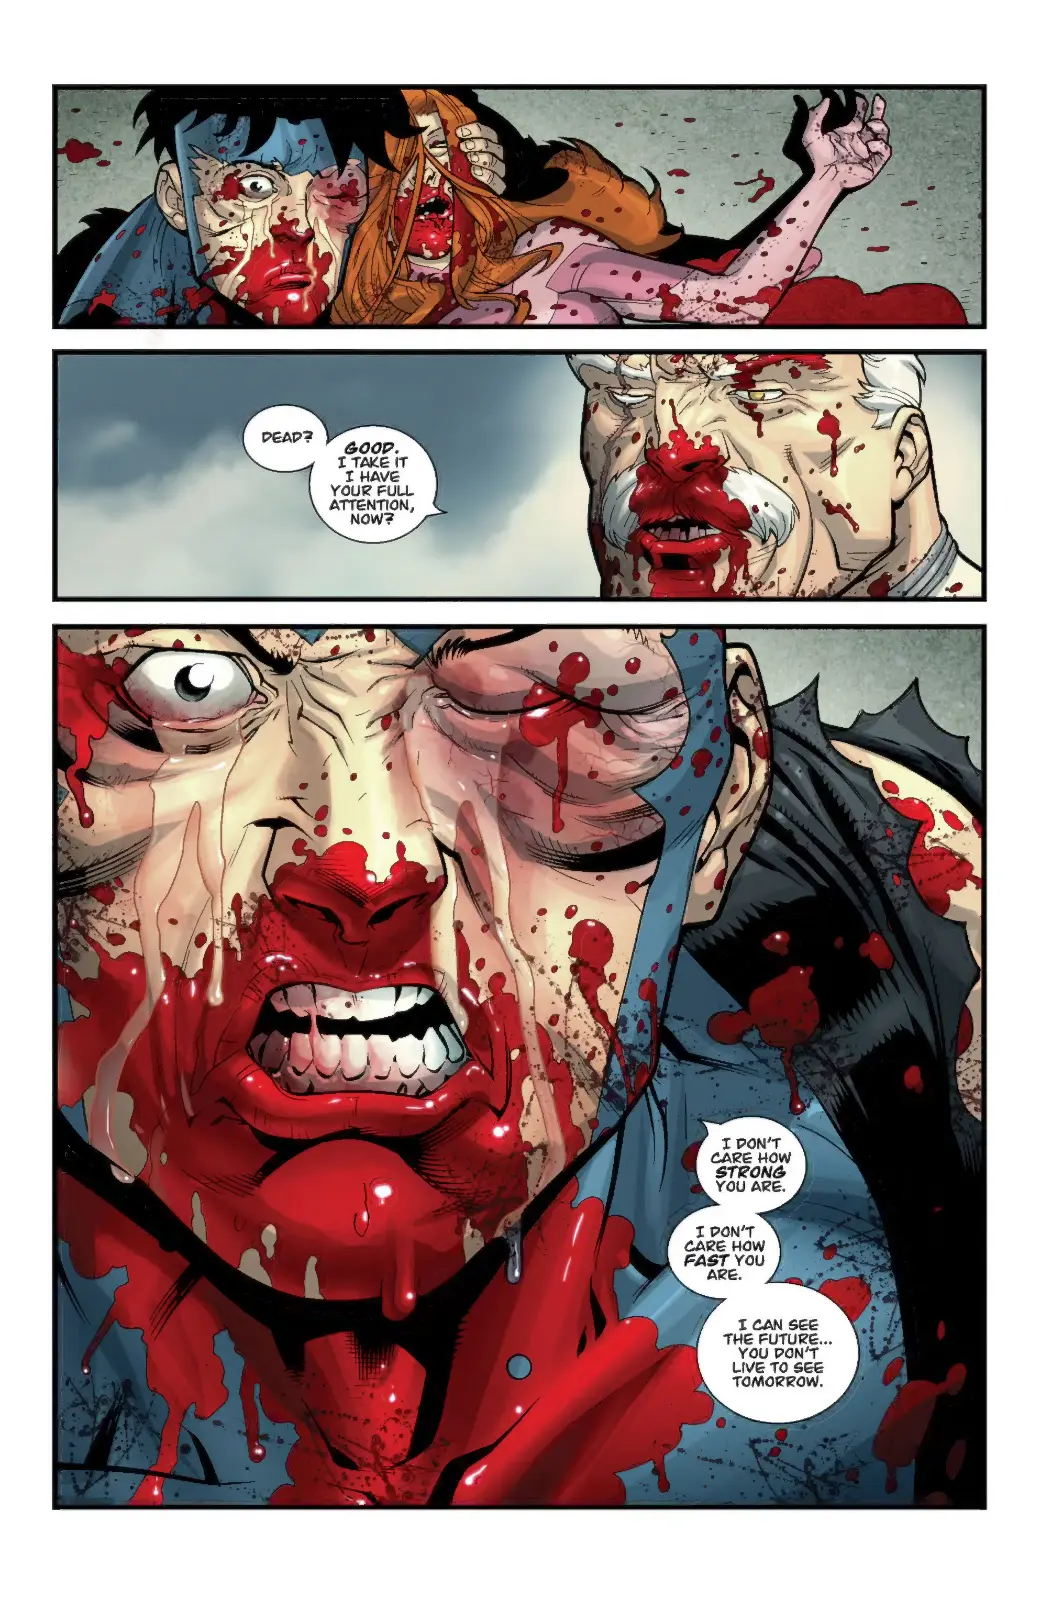 DEAD?
GOOD.
I TAKE IT
I HAVE
YOUR FULL
ATTENTION,
NOW?
I DON'T
CARE HOW
STRONG
YOU ARE.
I DON'T
CARE HOW
FAST YOU
ARE.
I CAN SEE
THE FUTURE...
YOU DON'T
LIVE TO SEE
TOMORROW.